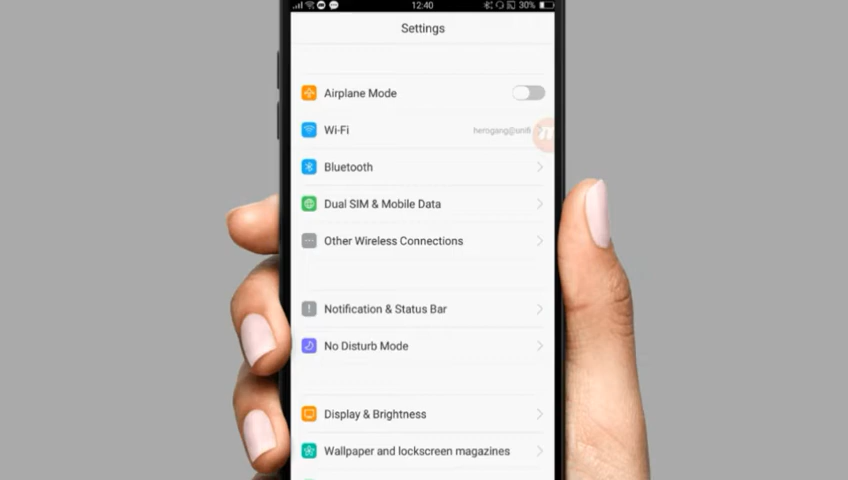 12:40
30%
Settings
Airplane Mode
Wi-Fi
herogang@unifi
Bluetooth
Dual SIM & Mobile Data
Other Wireless Connections
Notification & Status Bar
No Disturb Mode
Display & Brightness
Wallpaper and lockscreen magazines